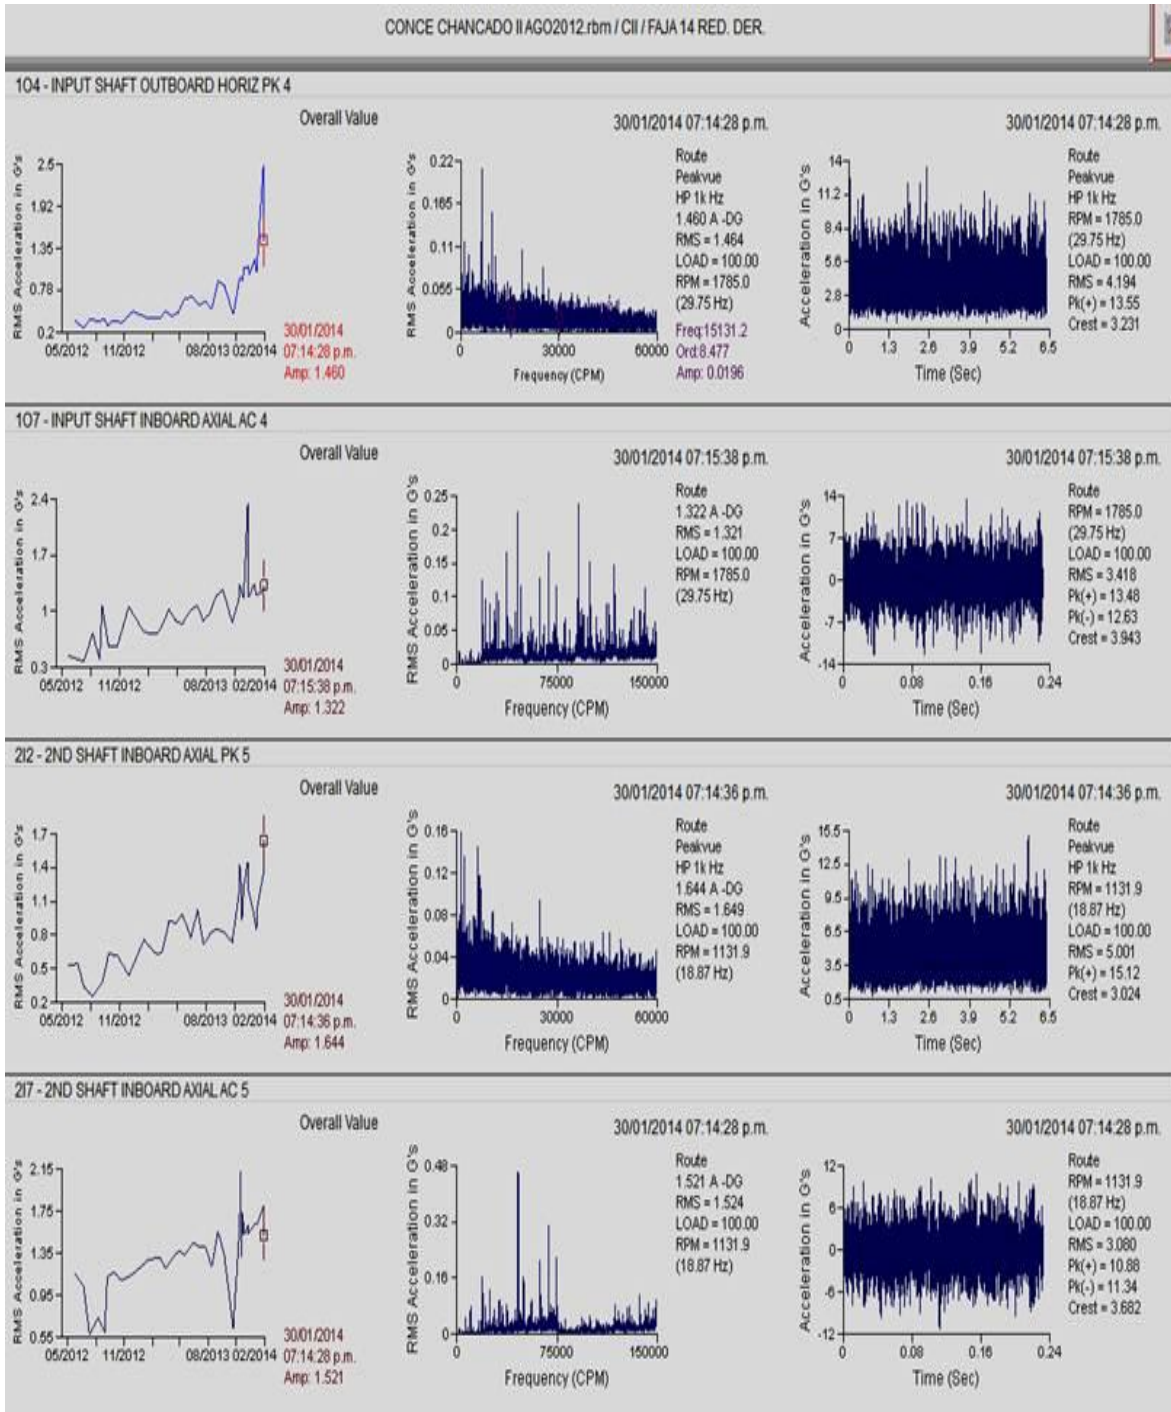 CONCE CHANCADO II AGO2012.rbm / CII / FAJA 14 RED. DER.
1O4 - INPUT SHAFT OUTBOARD HORIZ PK 4
Overall Value
RMS Acceleration in G's
2.5
1.92
1.35
0.78
0.2
05/2012 11/2012 08/2013 02/2014
30/01/2014
07:14:28 p.m.
Amp: 1.460
30/01/2014 07:14:28 p.m.
RMS Acceleration in G's
0.22
0.165
0.11
0.055
0
0 30000 60000
Frequency (CPM)
Route
Peakvue
HP 1k Hz
1.460 A -DG
RMS = 1.464
LOAD = 100.00
RPM = 1785.0
(29.75 Hz)
Freq:15131.2
Ord:8.477
Amp: 0.0196
30/01/2014 07:14:28 p.m.
Acceleration in G's
14
11.2
8.4
5.6
2.8
0
0 1.3 2.6 3.9 5.2 6.5
Time (Sec)
Route
Peakvue
HP 1k Hz
RPM = 1785.0
(29.75 Hz)
LOAD = 100.00
RMS = 4.194
Pk(+) = 13.55
Crest = 3.231
1O7 - INPUT SHAFT INBOARD AXIAL AC 4
Overall Value
RMS Acceleration in G's
2.4
1.7
1
0.3
05/2012 11/2012 08/2013 02/2014
30/01/2014
07:15:38 p.m.
Amp: 1.322
30/01/2014 07:15:38 p.m.
RMS Acceleration in G's
0.25
0.2
0.15
0.1
0.05
0
0 75000 150000
Frequency (CPM)
Route
1.322 A -DG
RMS = 1.321
LOAD = 100.00
RPM = 1785.0
(29.75 Hz)
30/01/2014 07:15:38 p.m.
Acceleration in G's
14
7
0
-7
-14
0 0.08 0.16 0.24
Time (Sec)
Route
RPM = 1785.0
(29.75 Hz)
LOAD = 100.00
RMS = 3.418
Pk(+) = 13.48
Pk(-) = 12.63
Crest = 3.943
2I2 - 2ND SHAFT INBOARD AXIAL PK 5
Overall Value
RMS Acceleration in G's
1.7
1.4
1.1
0.8
0.5
0.2
05/2012 11/2012 08/2013 02/2014
30/01/2014
07:14:36 p.m.
Amp: 1.644
30/01/2014 07:14:36 p.m.
RMS Acceleration in G's
0.16
0.12
0.08
0.04
0
0 30000 60000
Frequency (CPM)
Route
Peakvue
HP 1k Hz
1.644 A -DG
RMS = 1.649
LOAD = 100.00
RPM = 1131.9
(18.87 Hz)
30/01/2014 07:14:36 p.m.
Acceleration in G's
15.5
12.5
9.5
6.5
3.5
0.5
0 1.3 2.6 3.9 5.2 6.5
Time (Sec)
Route
Peakvue
HP 1k Hz
RPM = 1131.9
(18.87 Hz)
LOAD = 100.00
RMS = 5.001
Pk(+) = 15.12
Crest = 3.024
2I7 - 2ND SHAFT INBOARD AXIAL AC 5
Overall Value
RMS Acceleration in G's
2.15
1.75
1.35
0.95
0.55
05/2012 11/2012 08/2013 02/2014
30/01/2014
07:14:28 p.m.
Amp: 1.521
30/01/2014 07:14:28 p.m.
RMS Acceleration in G's
0.48
0.32
0.16
0
0 75000 150000
Frequency (CPM)
Route
1.521 A -DG
RMS = 1.524
LOAD = 100.00
RPM = 1131.9
(18.87 Hz)
30/01/2014 07:14:28 p.m.
Acceleration in G's
12
6
0
-6
-12
0 0.08 0.16 0.24
Time (Sec)
Route
RPM = 1131.9
(18.87 Hz)
LOAD = 100.00
RMS = 3.080
Pk(+) = 10.88
Pk(-) = 11.34
Crest = 3.682